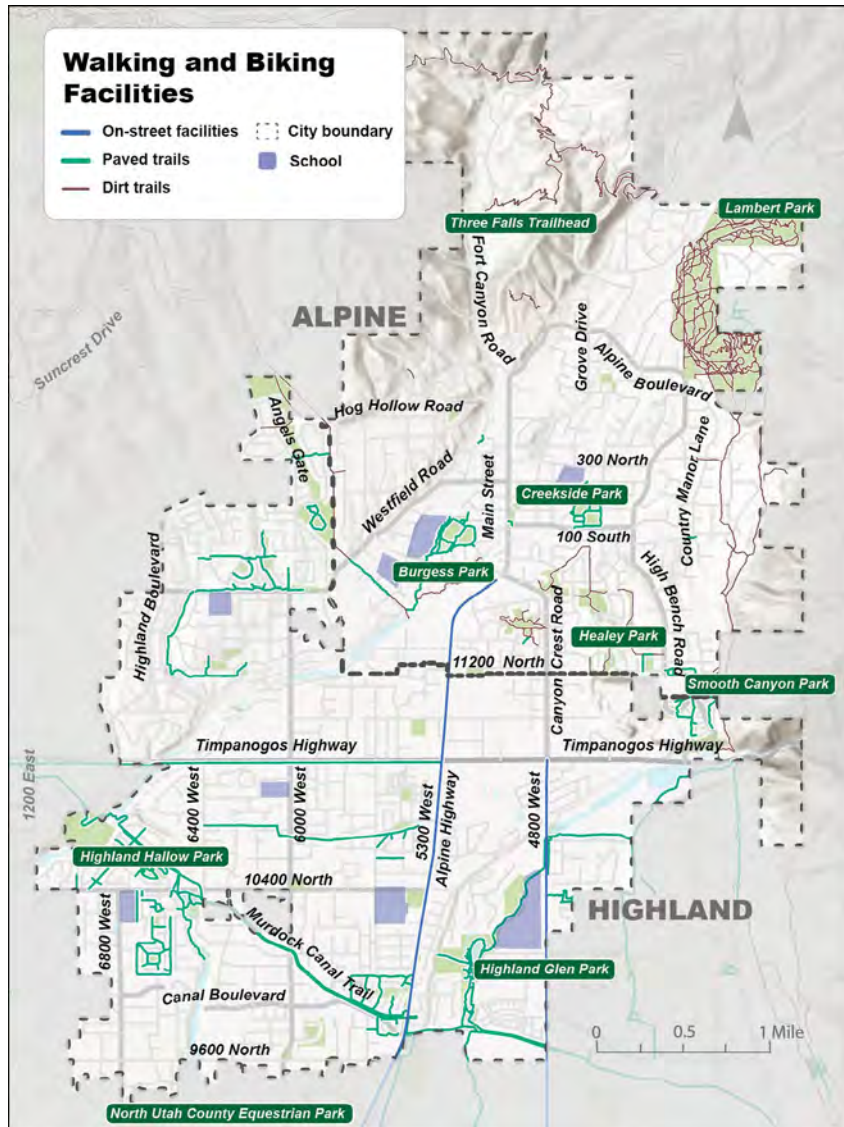 Walking and Biking
Facilities
On-street facilities
City boundary
Paved trails
School
Dirt trails
Three Falls Trailhead
Lambert Park
Fort Canyon Road
ALPINE
Suncrest Drive
Grove Drive
Alpine Boulevard
Hog Hollow Road
Angels Gate
Westfield Road
Main Street
300 North
Country Manor Lane
Creekside Park
100 South
Burgess Park
High Bench Road
Highland Boulevard
Canyon Crest Road
Healey Park
11200 North
Smooth Canyon Park
Timpanogos Highway
Timpanogos Highway
1200 East
6400 West
6000 West
5300 West
Alpine Highway
4800 West
Highland Hallow Park
10400 North
HIGHLAND
6800 West
Murdock Canal Trail
Highland Glen Park
Canal Boulevard
9600 North
0 0.5 1 Mile
North Utah County Equestrian Park